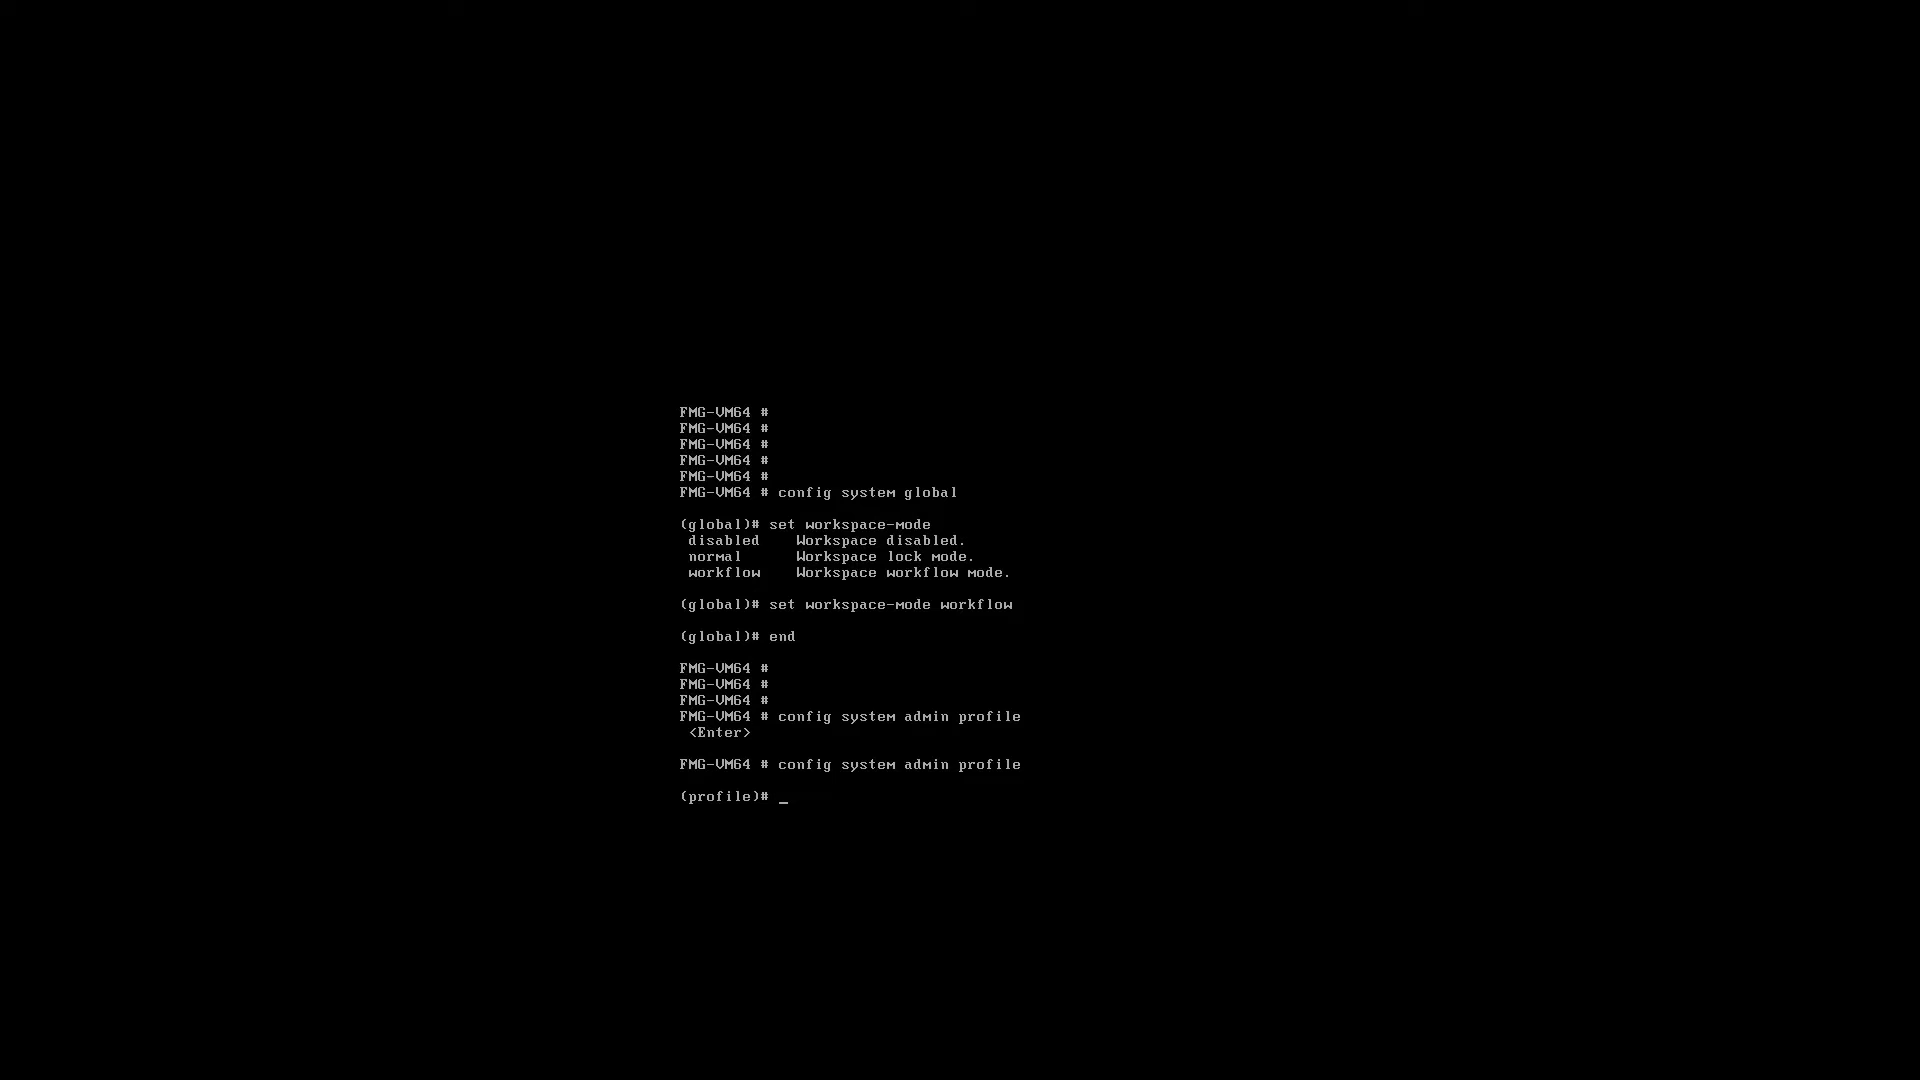 FMG-VM64 #
FMG-VM64 #
FMG-VM64 #
FMG-VM64 #
FMG-VM64 #
FMG-VM64 # config system global
(global)# set workspace-mode
disabled    Workspace disabled.
normal      Workspace lock mode.
workflow    Workspace workflow mode.
(global)# set workspace-mode workflow
(global)# end
FMG-VM64 #
FMG-VM64 #
FMG-VM64 #
FMG-VM64 # config system admin profile
<Enter>
FMG-VM64 # config system admin profile
(profile)# _